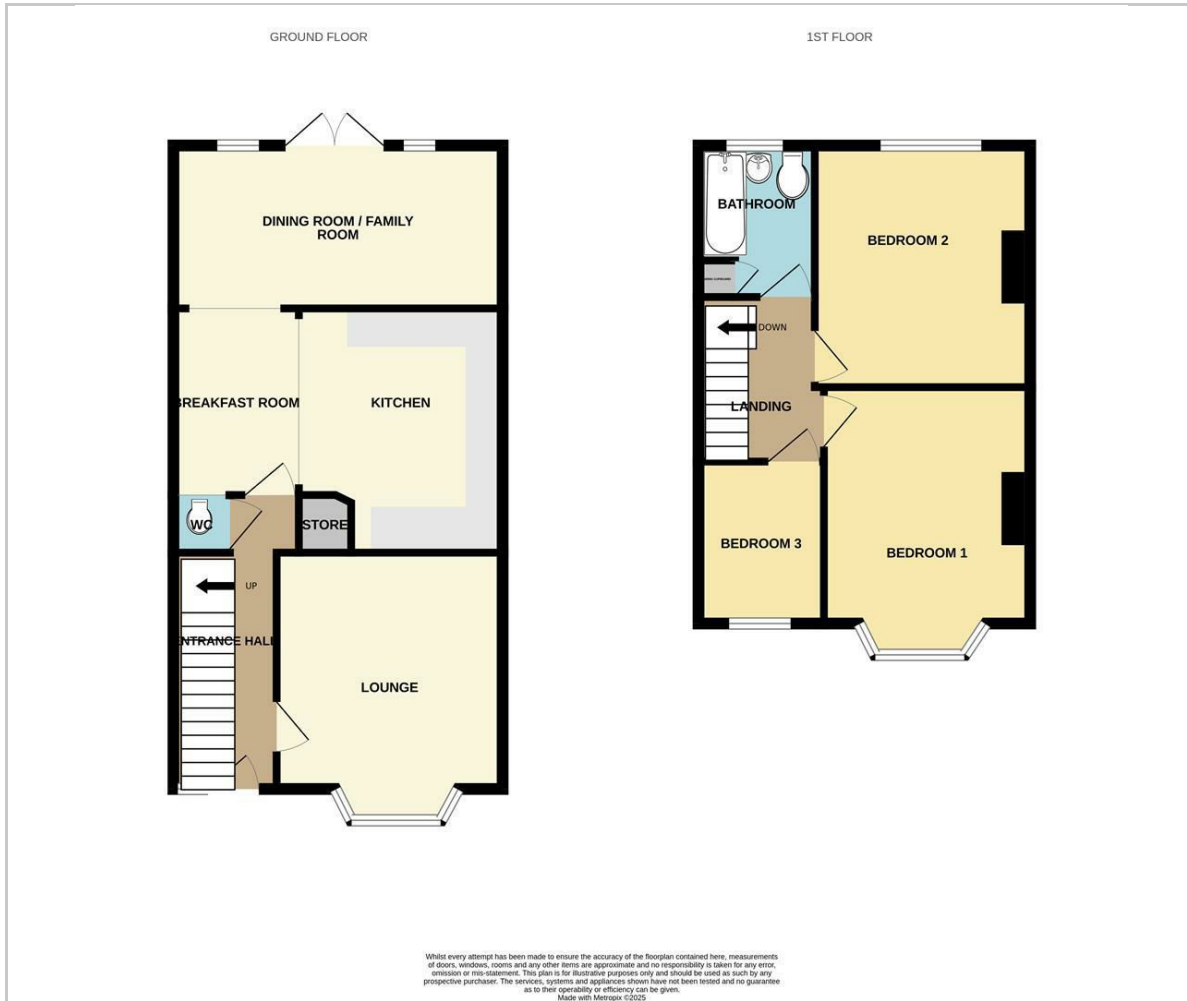 GROUND FLOOR
1ST FLOOR
DINING ROOM / FAMILY
ROOM
BREAKFAST ROOM
KITCHEN
WC
STORE
UP
ENTRANCE HALL
LOUNGE
BATHROOM
BEDROOM 2
DOWN
LANDING
BEDROOM 3
BEDROOM 1
Whilst every attempt has been made to ensure the accuracy of the floorplan contained here, measurements
of doors, windows, rooms and any other items are approximate and no responsibility is taken for any error,
omission or mis-statement. This plan is for illustrative purposes only and should be used as such by any
prospective purchaser. The services, systems and appliances shown have not been tested and no guarantee
as to their operability or efficiency can be given.
Made with Metropix ©2025